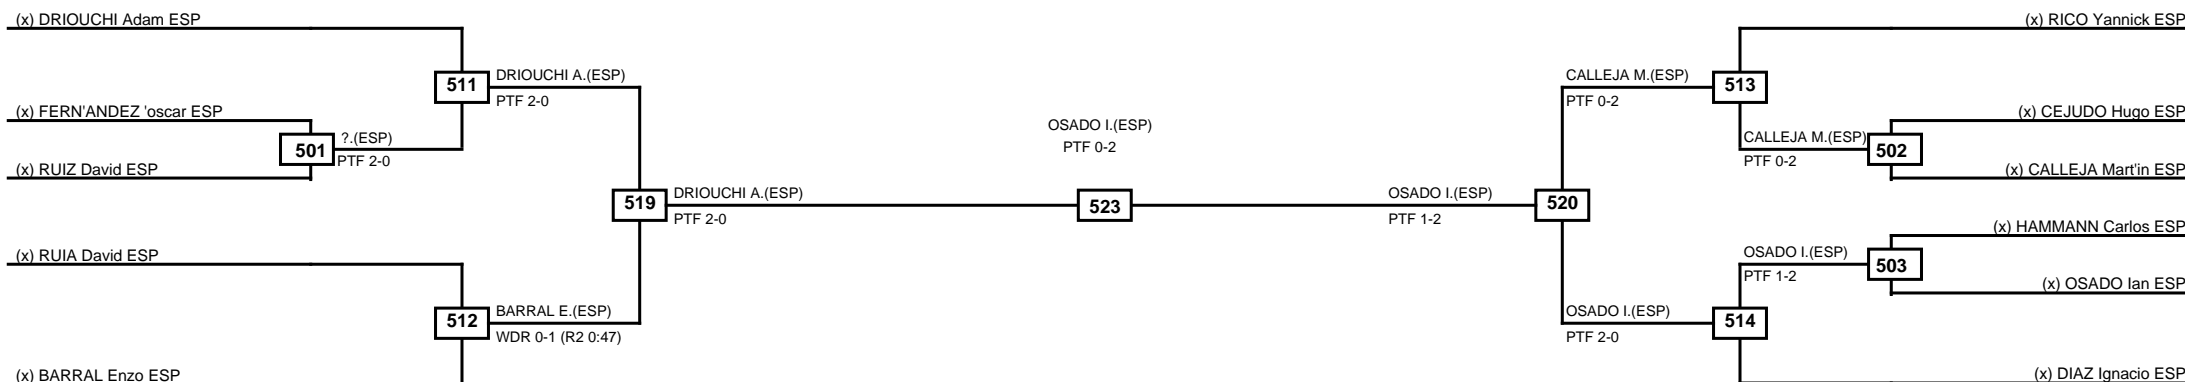 (x) DRIOUCHI Adam ESP
(x) RICO Yannick ESP
511
DRIOUCHI A.(ESP)
PTF 2-0
CALLEJA M.(ESP)
PTF 0-2
513
(x) FERN'ANDEZ 'oscar ESP
(x) CEJUDO Hugo ESP
501
?.(ESP)
PTF 2-0
OSADO I.(ESP)
PTF 0-2
CALLEJA M.(ESP)
PTF 0-2
502
(x) RUIZ David ESP
(x) CALLEJA Mart'in ESP
519
DRIOUCHI A.(ESP)
PTF 2-0
523
OSADO I.(ESP)
PTF 1-2
520
(x) HAMMANN Carlos ESP
(x) RUIA David ESP
OSADO I.(ESP)
PTF 1-2
503
(x) OSADO Ian ESP
512
BARRAL E.(ESP)
WDR 0-1 (R2 0:47)
OSADO I.(ESP)
PTF 2-0
514
(x) BARRAL Enzo ESP
(x) DIAZ Ignacio ESP